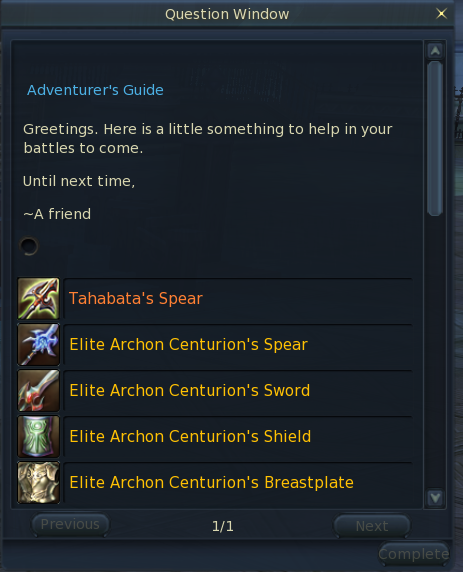 Question Window
Adventurer's Guide
Greetings. Here is a little something to help in your
battles to come.
Until next time,
~A friend
Tahabata's Spear
Elite Archon Centurion's Spear
Elite Archon Centurion's Sword
Elite Archon Centurion's Shield
Elite Archon Centurion's Breastplate
Previous
1/1
Next
Complete